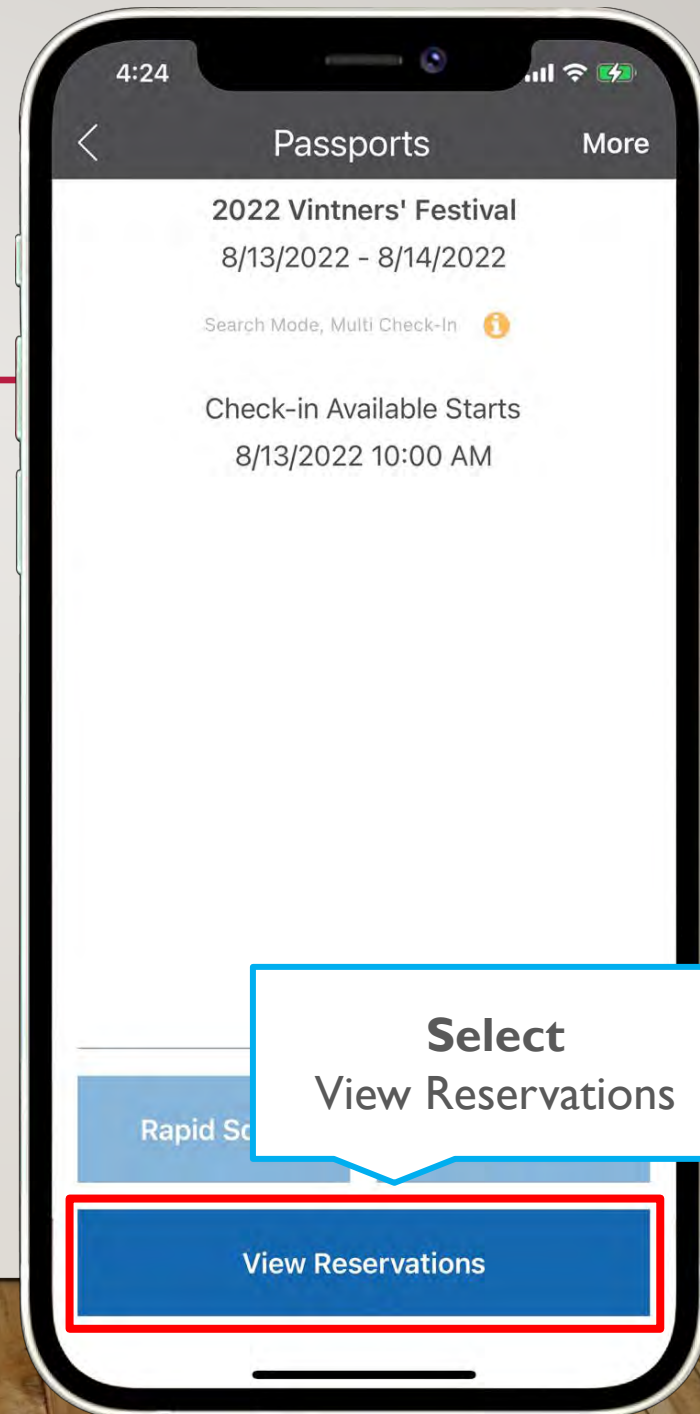 4:24
Passports
More
2022 Vintners' Festival
8/13/2022 - 8/14/2022
Search Mode, Multi Check-In
Check-in Available Starts
8/13/2022 10:00 AM
Select
View Reservations
Rapid
View Reservations